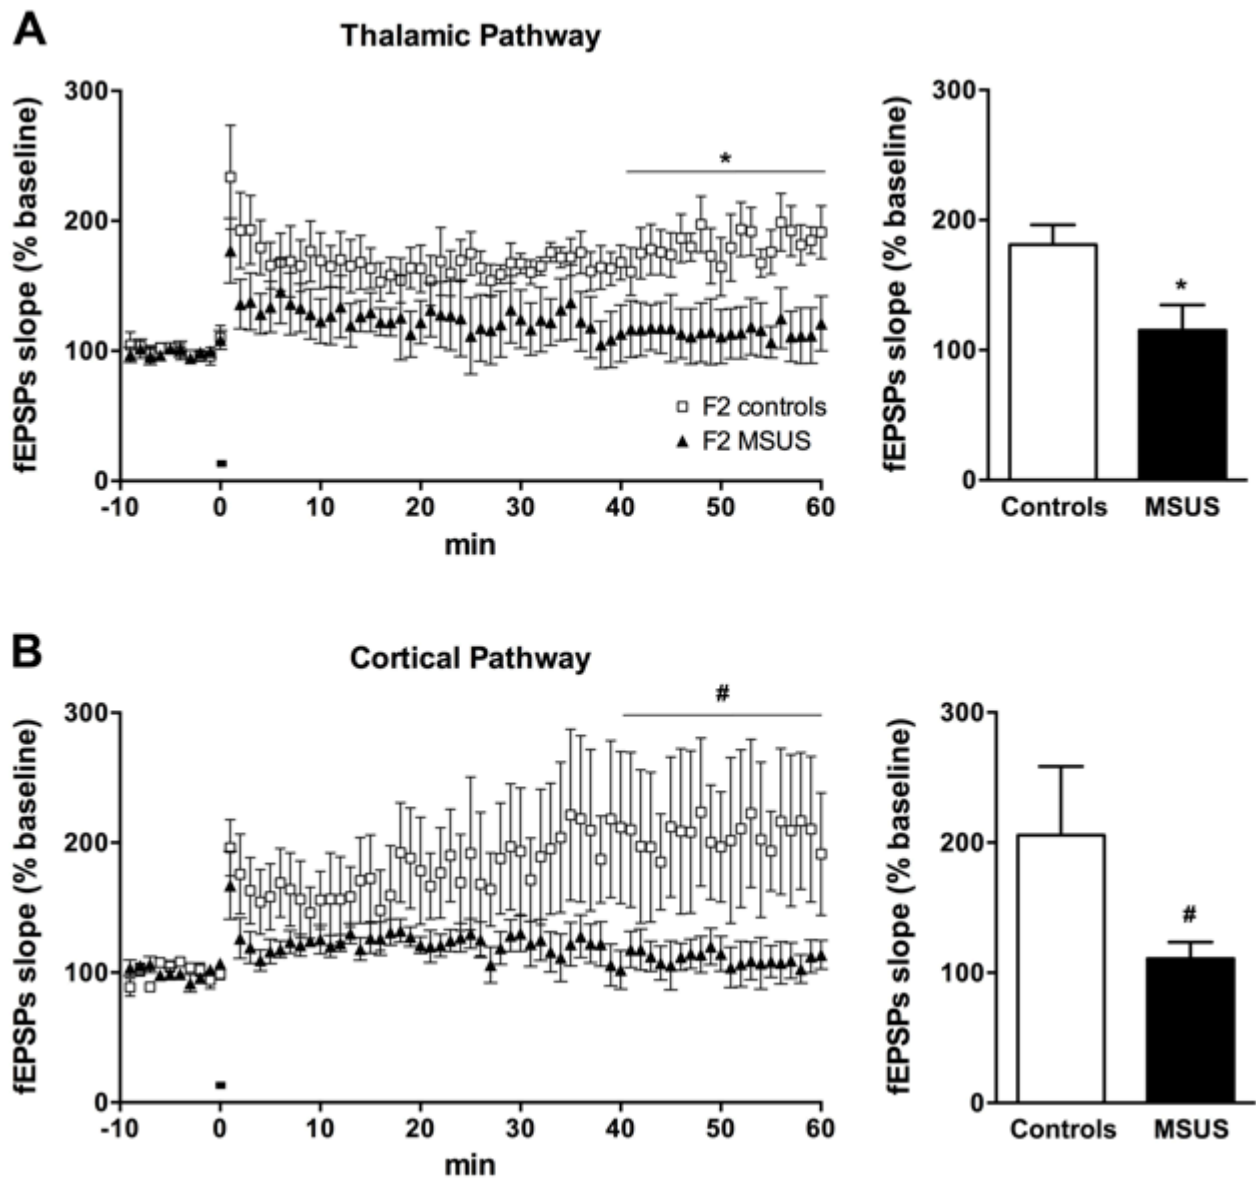 A
Thalamic Pathway
fEPSPs slope (% baseline)
300
200
100
0
*
F2 controls
F2 MSUS
-10 0 10 20 30 40 50 60
min
fEPSPs slope (% baseline)
300
200
100
0
*
Controls MSUS
B
Cortical Pathway
fEPSPs slope (% baseline)
300
200
100
0
#
-10 0 10 20 30 40 50 60
min
fEPSPs slope (% baseline)
300
200
100
0
#
Controls MSUS